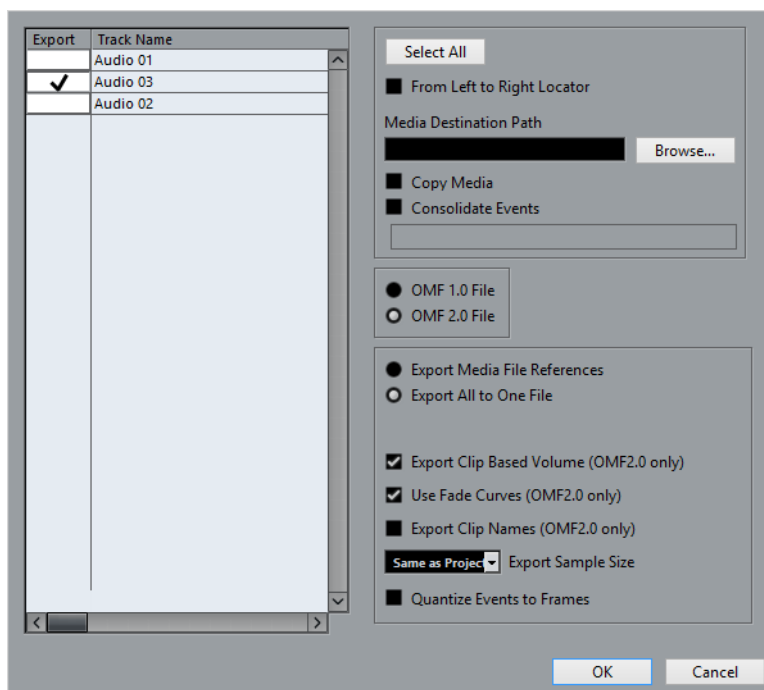 Export Track Name
Audio 01
Audio 03
Audio 02
Select All
From Left to Right Locator
Media Destination Path
Browse...
Copy Media
Consolidate Events
OMF 1.0 File
OMF 2.0 File
Export Media File References
Export All to One File
Export Clip Based Volume (OMF2.0 only)
Use Fade Curves (OMF2.0 only)
Export Clip Names (OMF2.0 only)
Same as Projec Export Sample Size
Quantize Events to Frames
OK Cancel